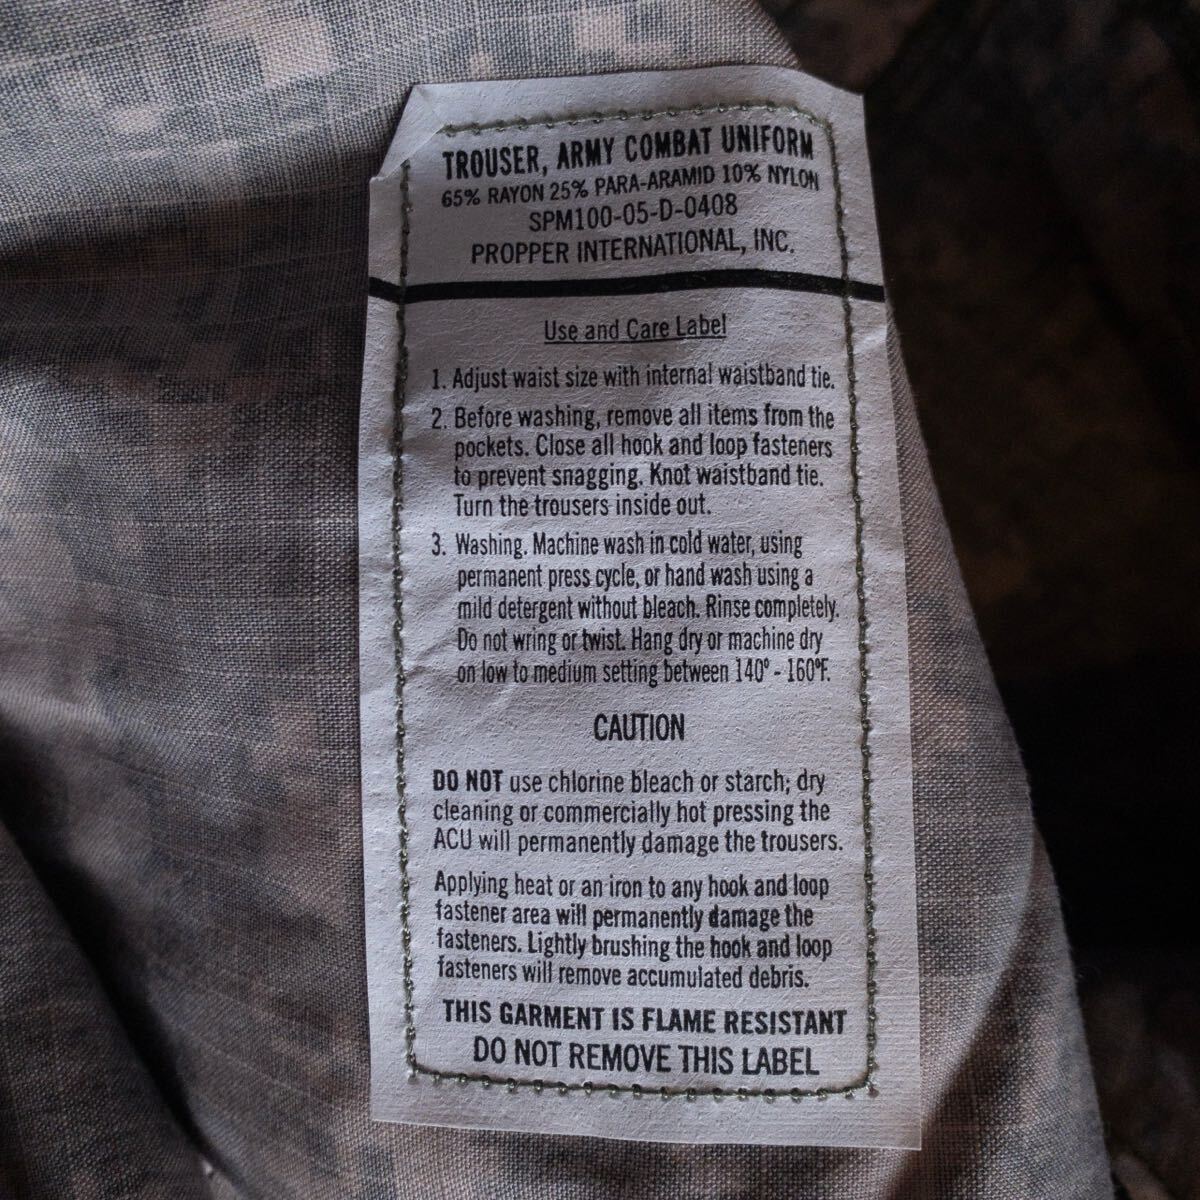 TROUSER, ARMY COMBAT UNIFORM
65% RAYON 25% PARA-ARAMID 10% NYLON
SPM100-05-D-0408
PROPPER INTERNATIONAL, INC.
Use and Care Label
1. Adjust waist size with internal waistband tie.
2. Before washing, remove all items from the
pockets. Close all hook and loop fasteners
to prevent snagging. Knot waistband tie.
Turn the trousers inside out.
3. Washing. Machine wash in cold water, using
permanent press cycle, or hand wash using a
mild detergent without bleach. Rinse completely.
Do not wring or twist. Hang dry or machine dry
on low to medium setting between 140° - 160°F.
CAUTION
DO NOT use chlorine bleach or starch; dry
cleaning or commercially hot pressing the
ACU will permanently damage the trousers.
Applying heat or an iron to any hook and loop
fastener area will permanently damage the
fasteners. Lightly brushing the hook and loop
fasteners will remove accumulated debris.
THIS GARMENT IS FLAME RESISTANT
DO NOT REMOVE THIS LABEL